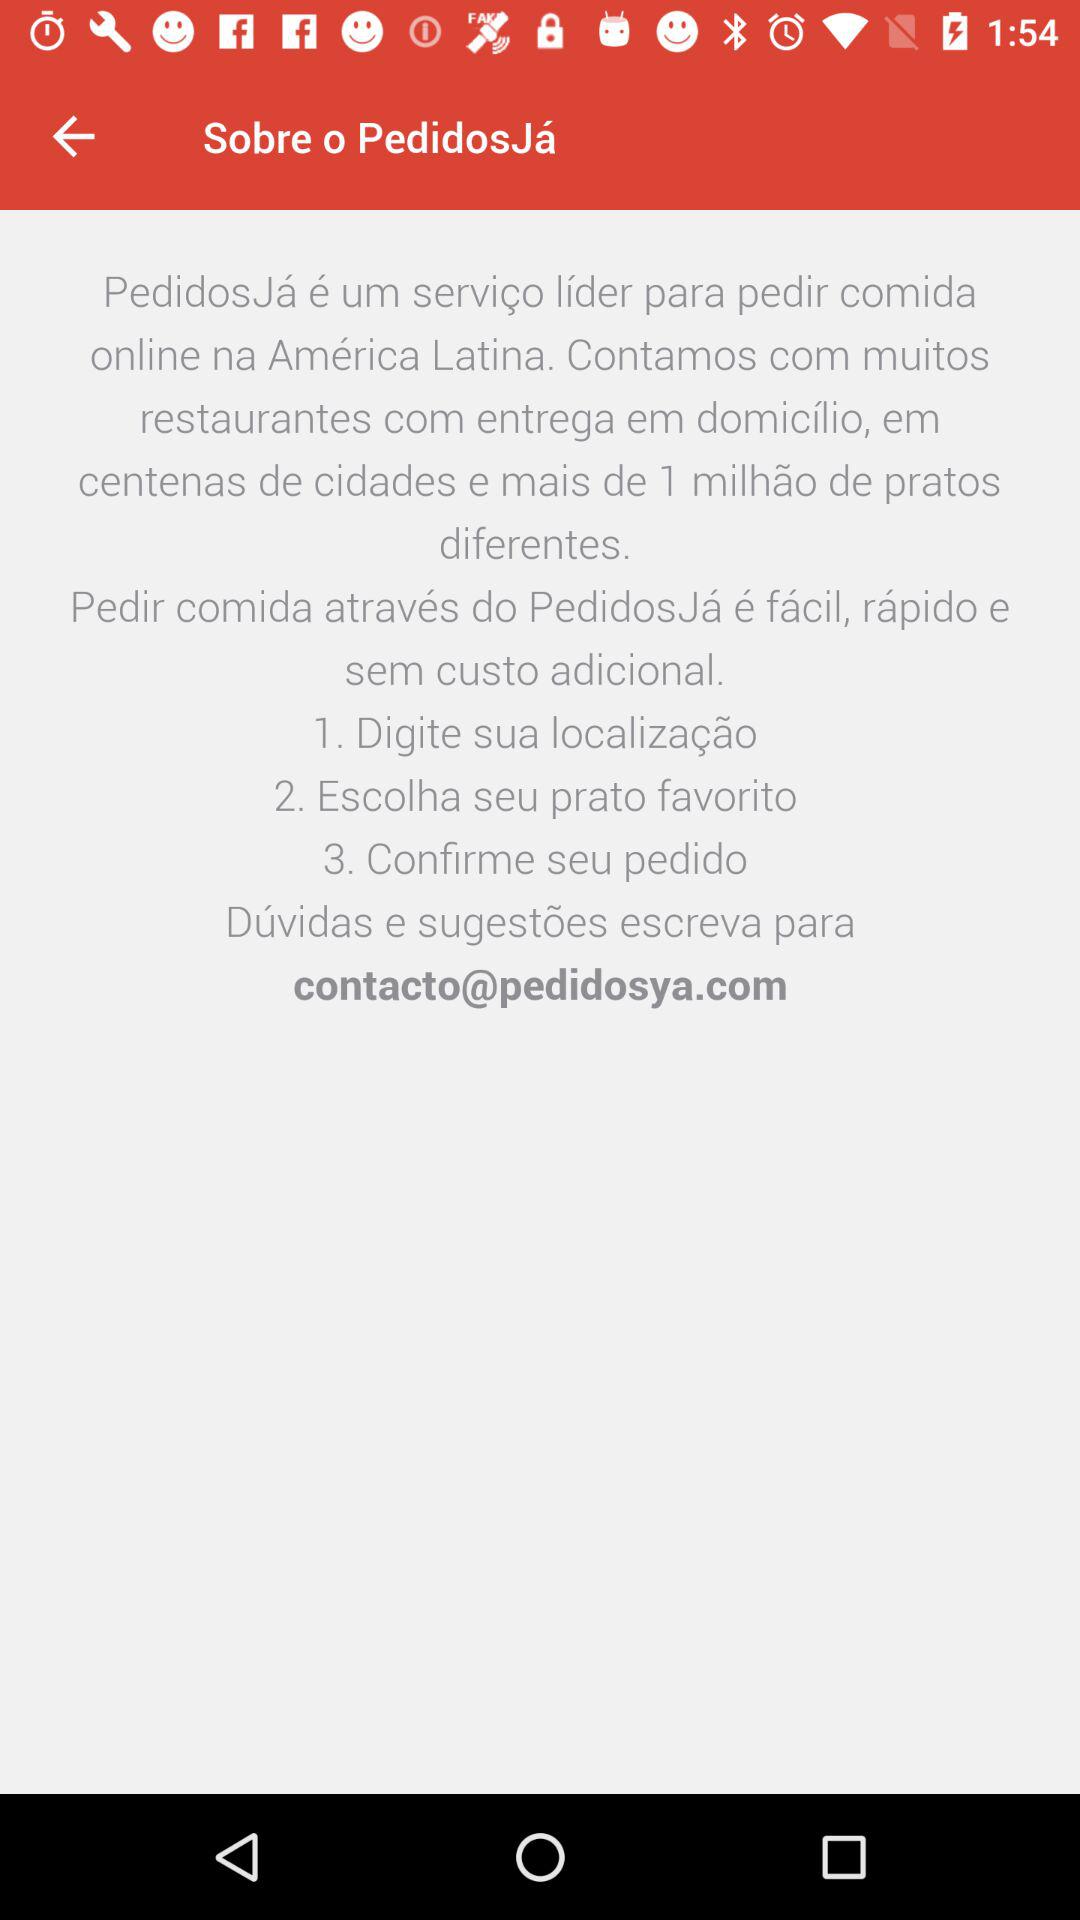 FAKE
1:54
Sobre o PedidosJá
PedidosJá é um serviço líder para pedir comida
online na América Latina. Contamos com muitos
restaurantes com entrega em domicílio, em
centenas de cidades e mais de 1 milhão de pratos
diferentes.
Pedir comida através do PedidosJá é fácil, rápido e
sem custo adicional.
1. Digite sua localização
2. Escolha seu prato favorito
3. Confirme seu pedido
Dúvidas e sugestões escreva para
contacto@pedidosya.com